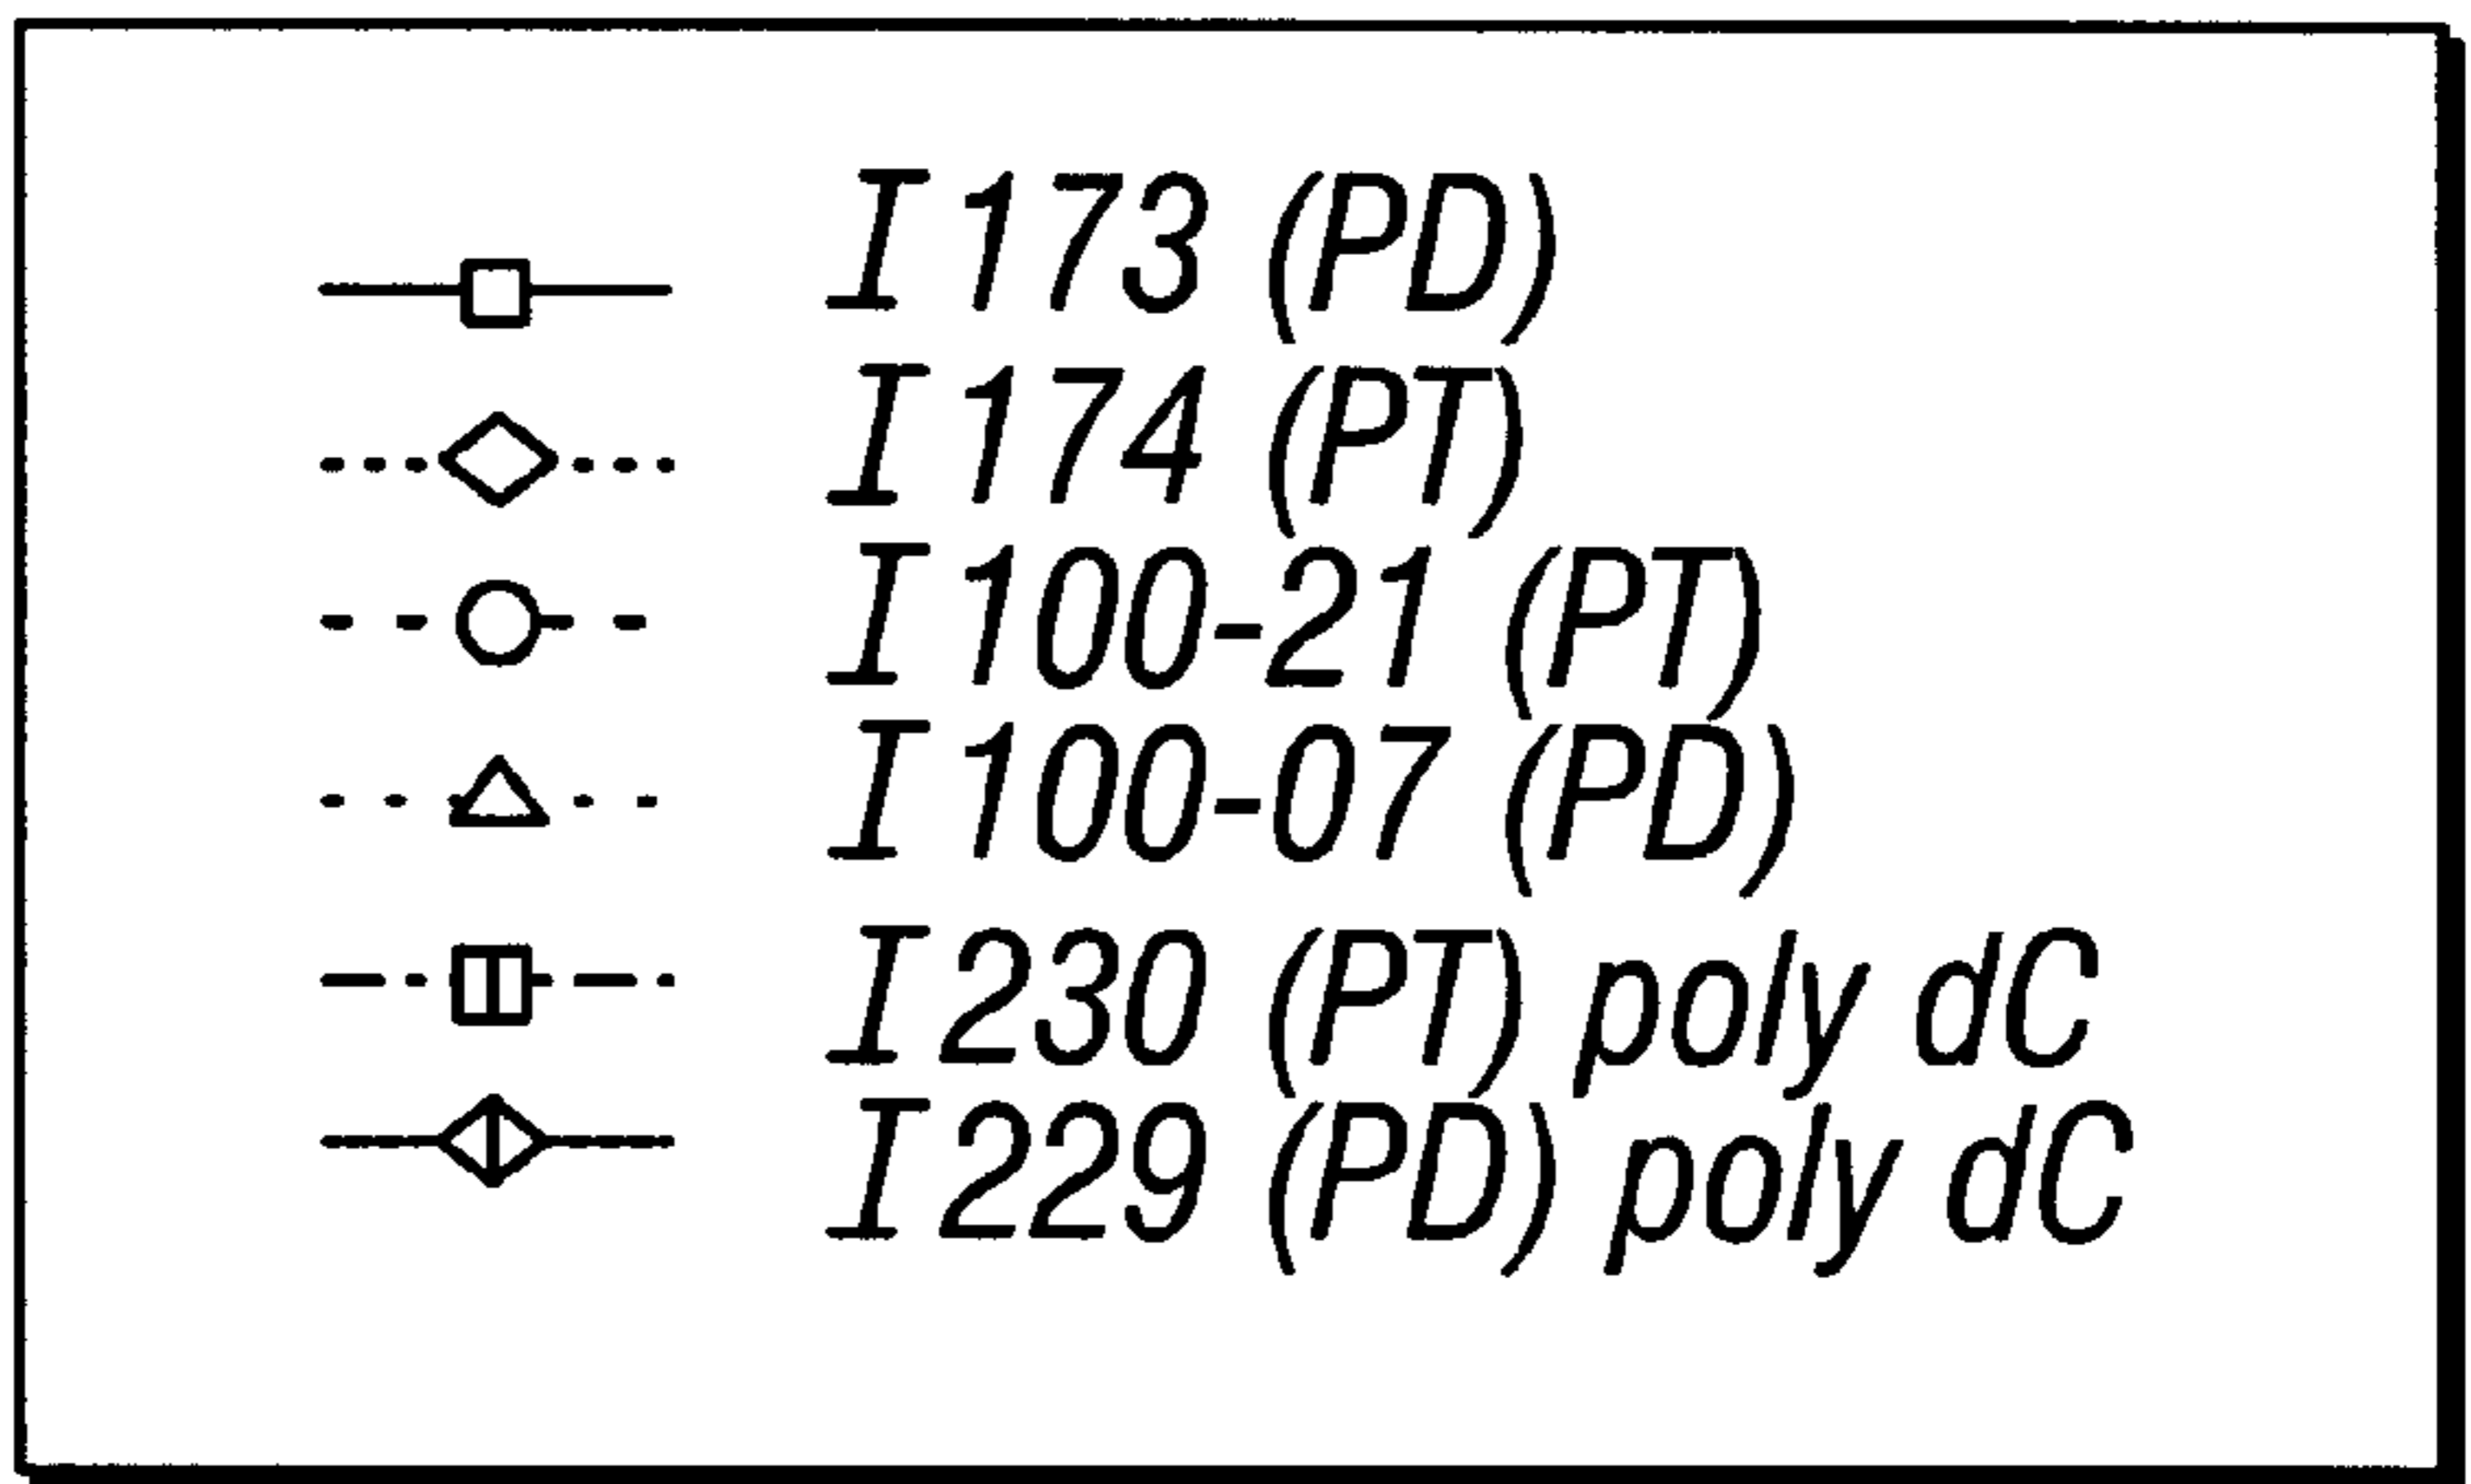 I 173 (PD)
I 174 (PT)
I 100-21 (PT)
I 100-07 (PD)
I 230 (PT) poly dC
I 229 (PD) poly dC